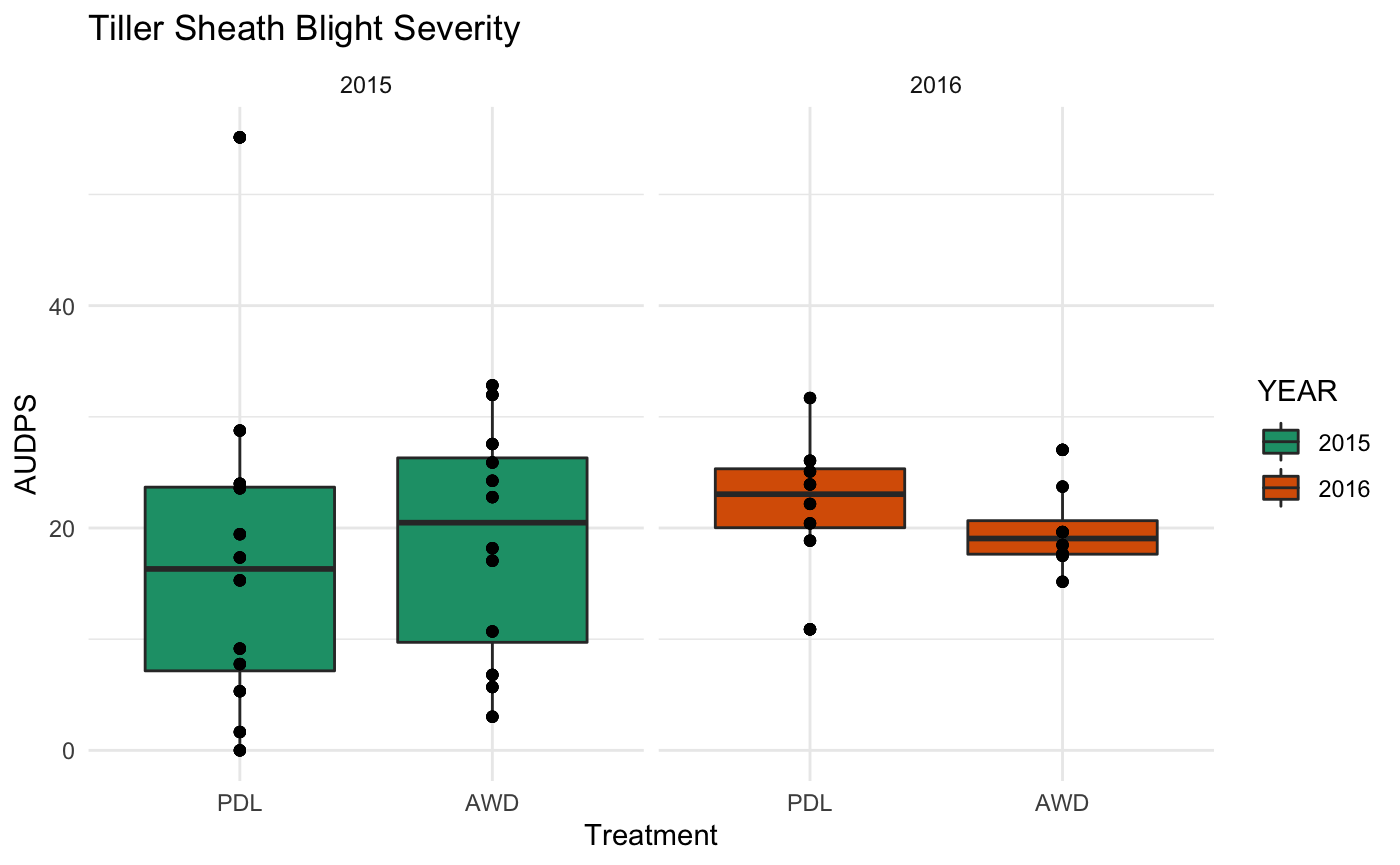 Tiller Sheath Blight Severity
2015
2016
AUDPS
40
20
0
PDL
AWD
PDL
AWD
Treatment
YEAR
2015
2016